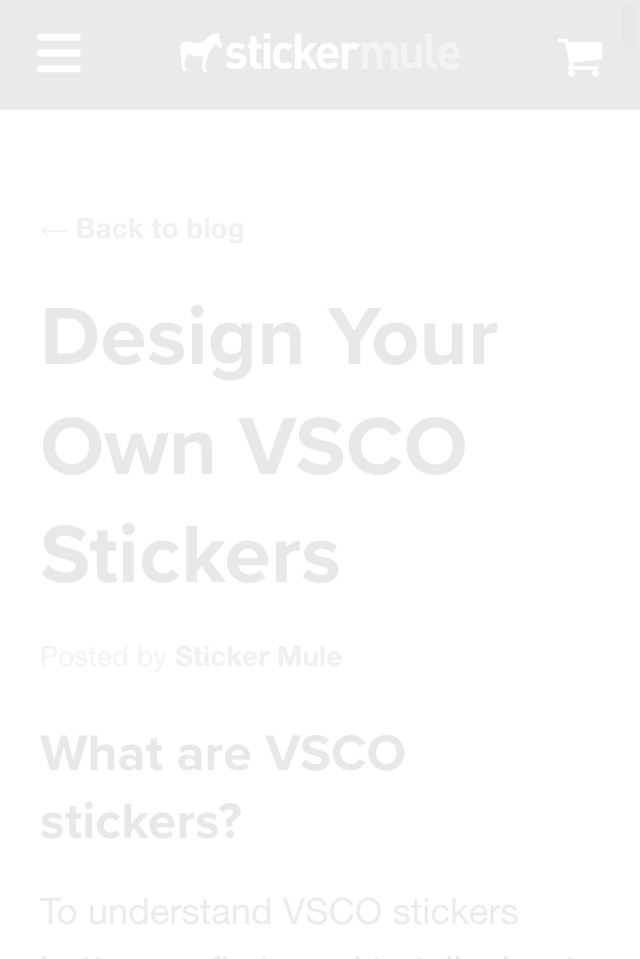 stickermule
← Back to blog
Design Your
Own VSCO
Stickers
Posted by Sticker Mule
What are VSCO
stickers?
To understand VSCO stickers